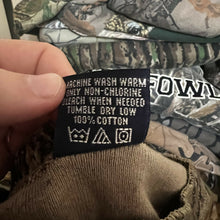 MACHINE WASH WARM
ONLY NON-CHLORINE
BLEACH WHEN NEEDED
TUMBLE DRY LOW
100% COTTON
FOWL